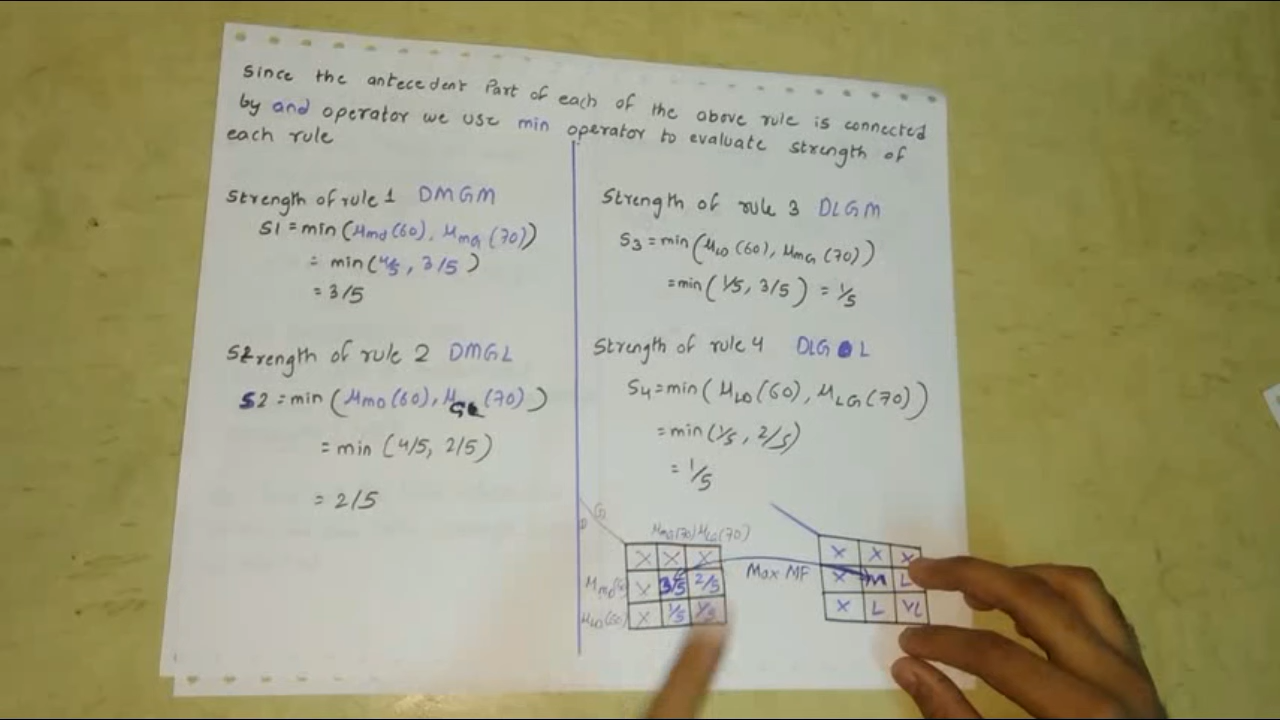 Since the antecedent Part of each of the above rule is connected
by and operator we use min operator to evaluate strength of
each rule
Strength of rule 1 DMGM
S1 = min (μmd (60), μmG (70))
= min (4/5, 3/5)
= 3/5
Strength of rule 2 DMGL
S2 = min (μmD (60), μGL (70))
= min (4/5, 2/5)
= 2/5
Strength of rule 3 DLGM
S3 = min (μLD (60), μmG (70))
= min (1/5, 3/5) = 1/5
Strength of rule 4 DLG L
S4 = min (μLD (60), μLG (70))
= min (1/5, 2/5)
= 1/5
G
D
μmG(70) μLG(70)
X X X
X 3/5 2/5
μLD(60) X 1/5 1/5
Max MF
X X X
X M L
X L VL